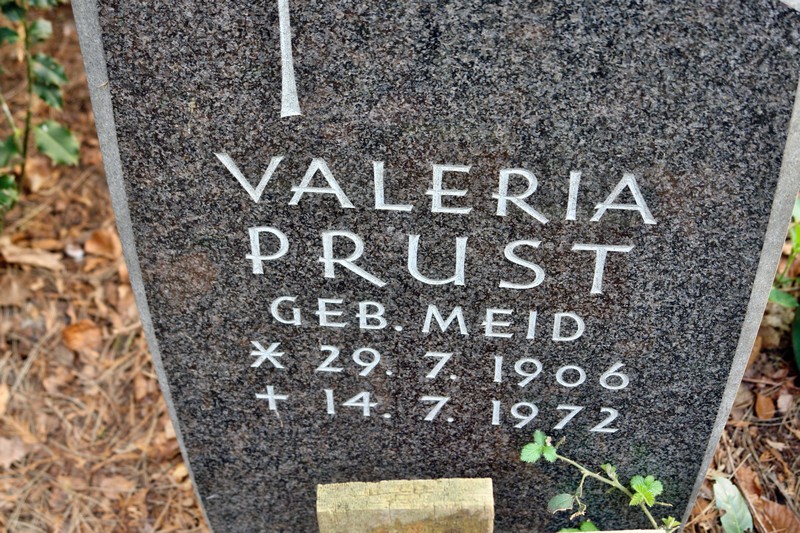 VALERIA
PRUST
GEB. MEID
* 29. 7. 1906
† 14. 7. 1972